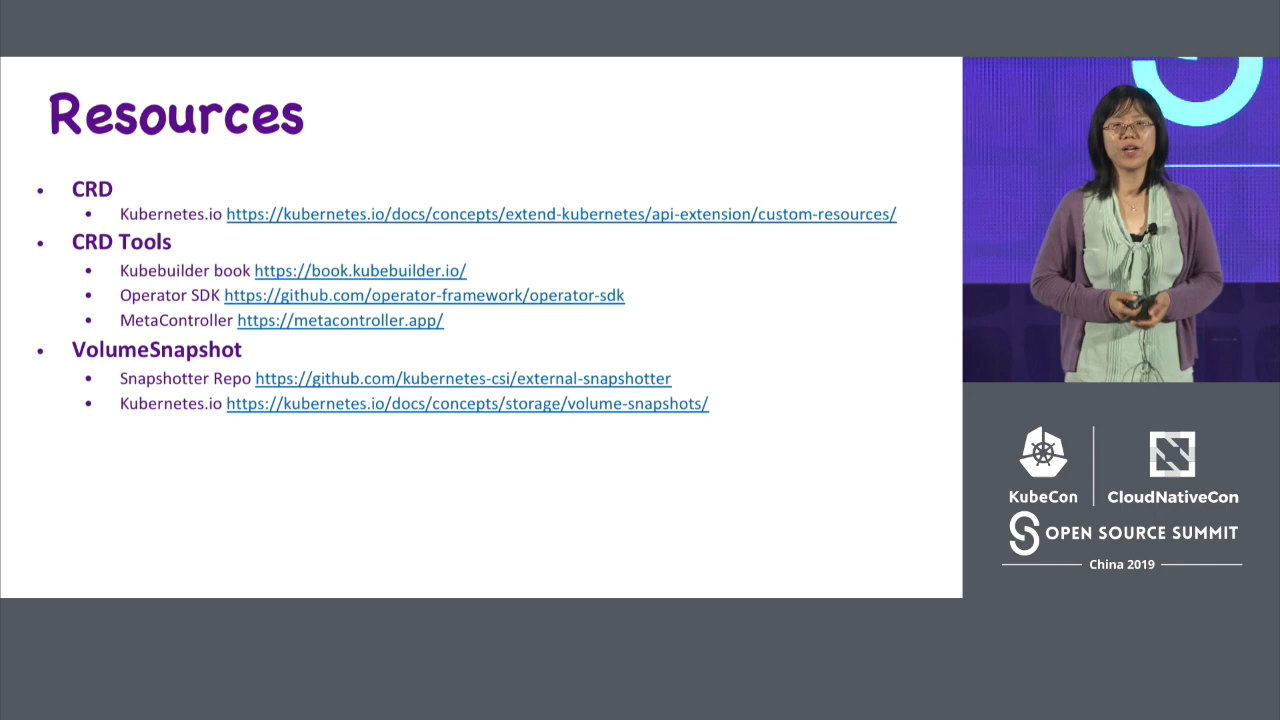 Resources
• CRD
• Kubernetes.io https://kubernetes.io/docs/concepts/extend-kubernetes/api-extension/custom-resources/
• CRD Tools
• Kubebuilder book https://book.kubebuilder.io/
• Operator SDK https://github.com/operator-framework/operator-sdk
• MetaController https://metacontroller.app/
• VolumeSnapshot
• Snapshotter Repo https://github.com/kubernetes-csi/external-snapshotter
• Kubernetes.io https://kubernetes.io/docs/concepts/storage/volume-snapshots/
KubeCon
CloudNativeCon
OPEN SOURCE SUMMIT
China 2019